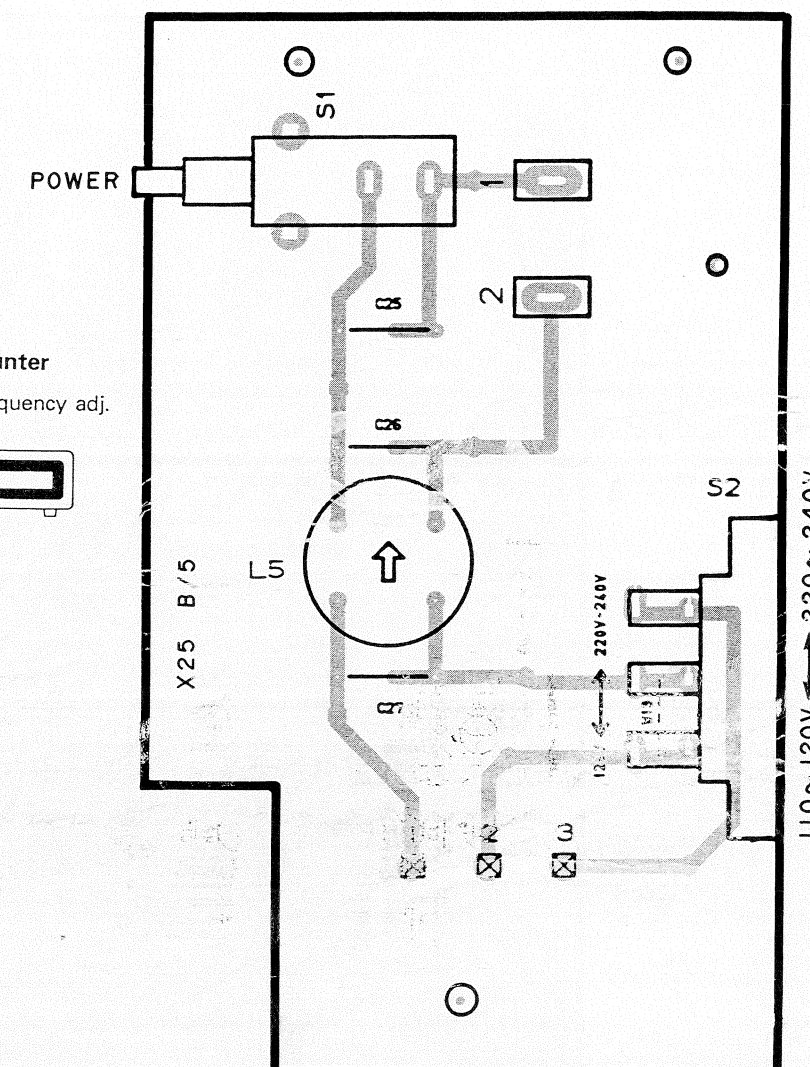 S1
POWER
1
2
C25
unter
quency adj.
C26
S2
L5
X25 B/5
220V-240V
220~240V
C27
110~120V
2
3